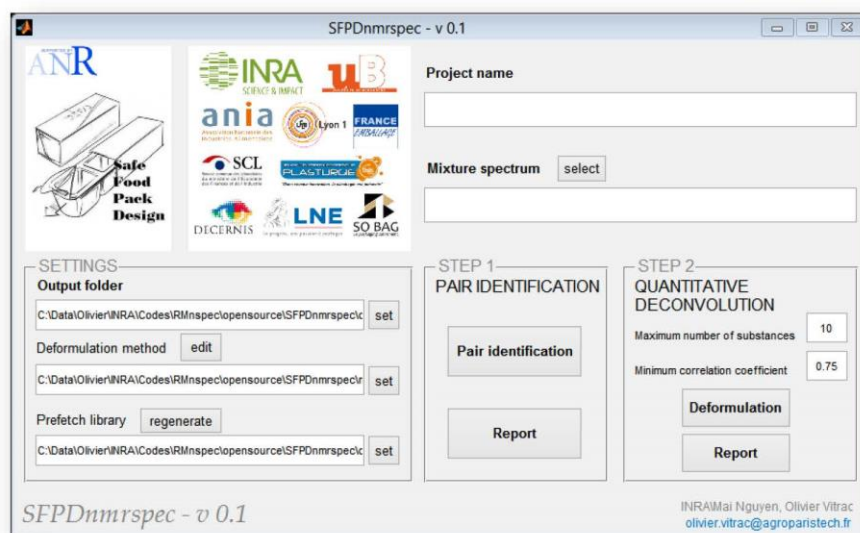 SFPDnmrspec - v 0.1
ANR
Safe
Food
Pack
Design
INRA
SCIENCE & IMPACT
uB
ania
Lyon 1
FRANCE
EMBALLAGE
SCL
PLASTURGIE
DECERNIS
LNE
SO BAG
Project name
Mixture spectrum select
SETTINGS
Output folder
C:\Data\Olivier\INRA\Codes\RMnspec\opensource\SFPDnmrspec\c set
Deformulation method edit
C:\Data\Olivier\INRA\Codes\RMnspec\opensource\SFPDnmrspec\r set
Prefetch library regenerate
C:\Data\Olivier\INRA\Codes\RMnspec\opensource\SFPDnmrspec\c set
STEP 1
PAIR IDENTIFICATION
Pair identification
Report
STEP 2
QUANTITATIVE
DECONVOLUTION
Maximum number of substances 10
Minimum correlation coefficient 0.75
Deformulation
Report
SFPDnmrspec - v 0.1
INRA\Mai Nguyen, Olivier Vitrac
olivier.vitrac@agroparistech.fr